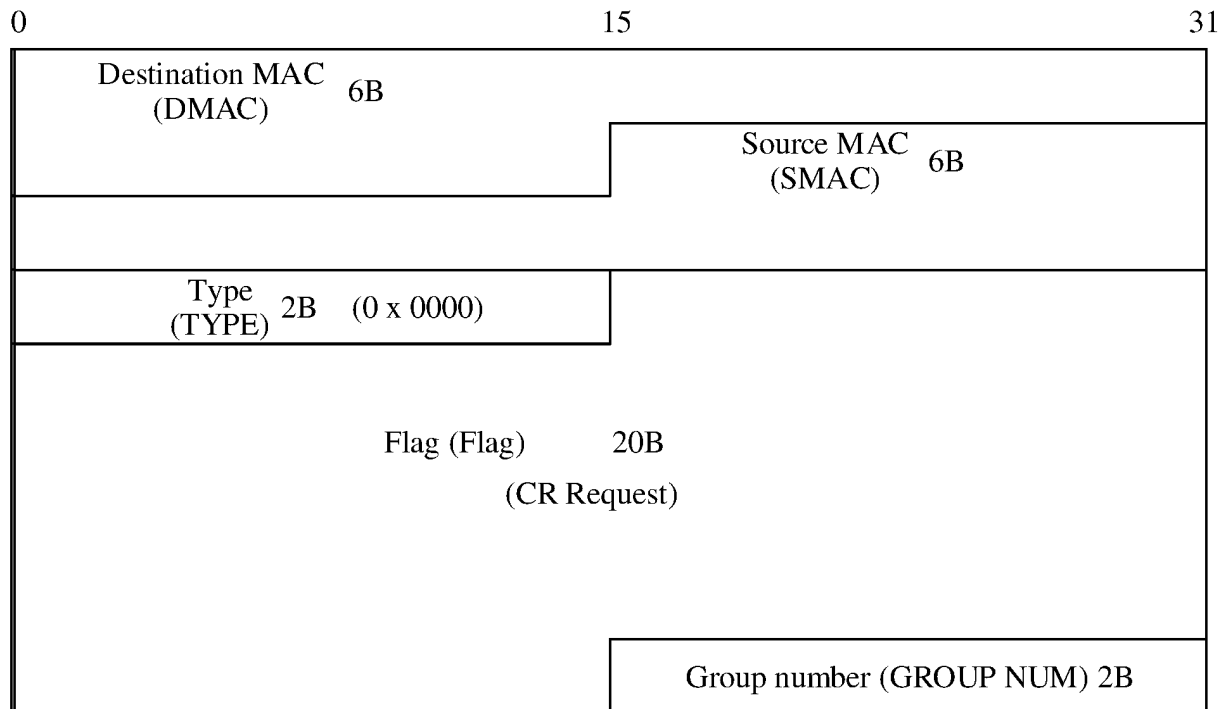 0 15 31
Destination MAC 6B
(DMAC)
Source MAC 6B
(SMAC)
Type 2B (0 x 0000)
(TYPE)
Flag (Flag) 20B
(CR Request)
Group number (GROUP NUM) 2B